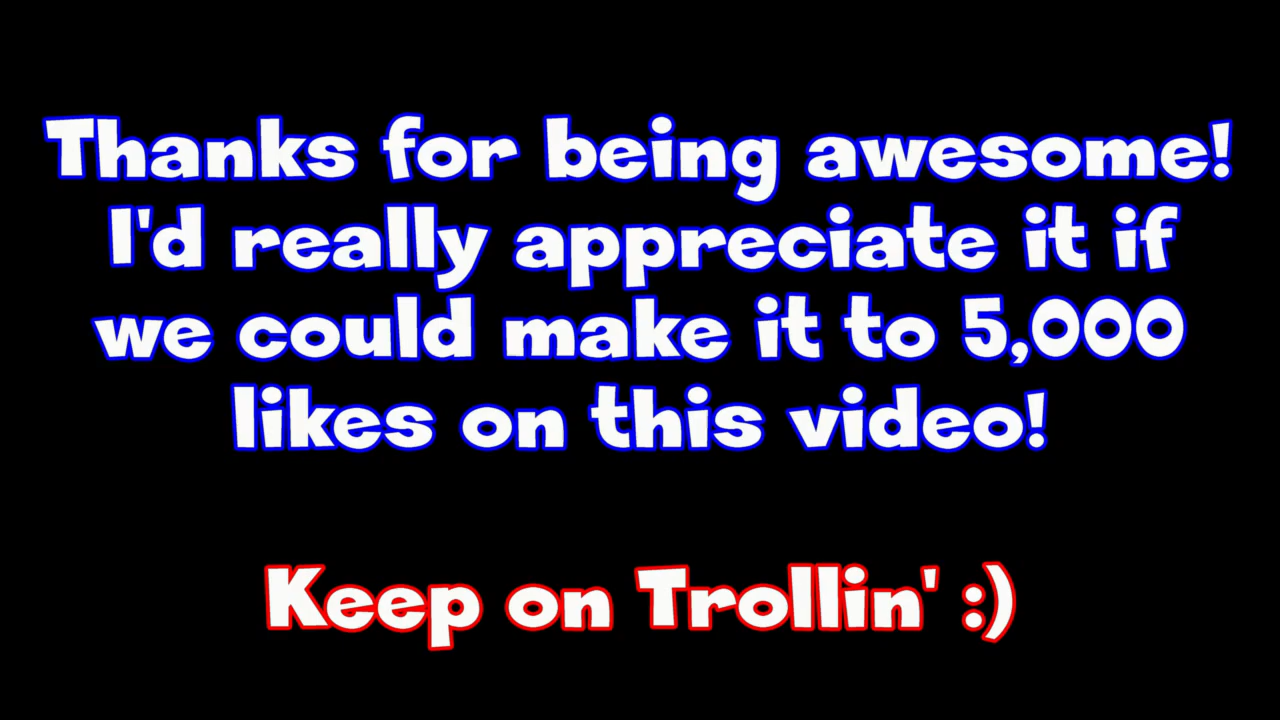 Thanks for being awesome!
I'd really appreciate it if
we could make it to 5,000
likes on this video!
Keep on Trollin' :)